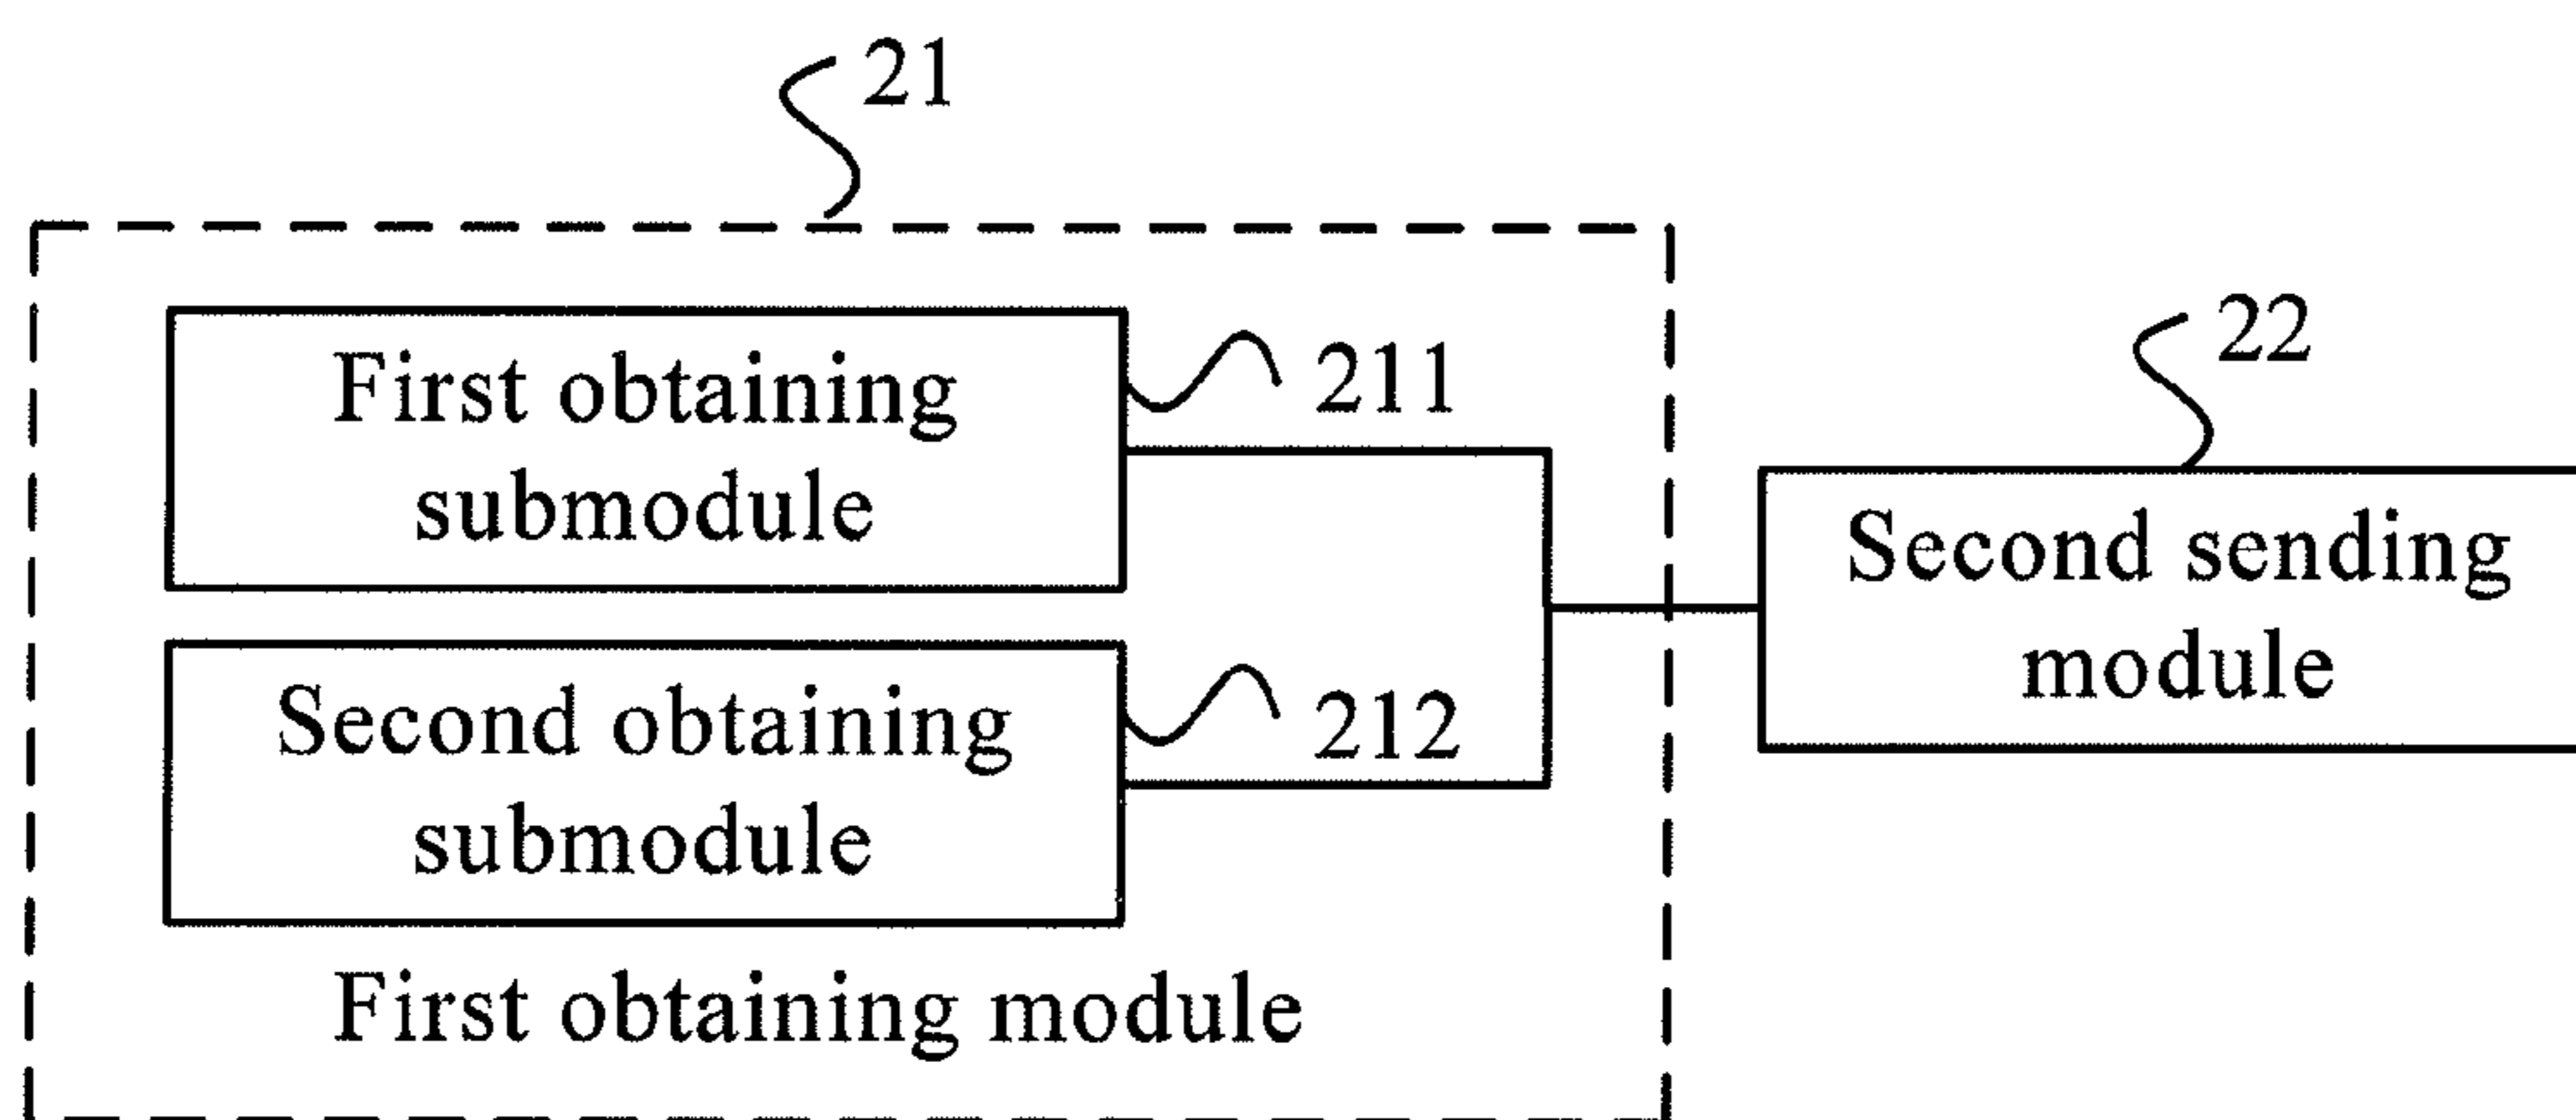 21
First obtaining
submodule
211
22
Second sending
module
Second obtaining
submodule
212
First obtaining module